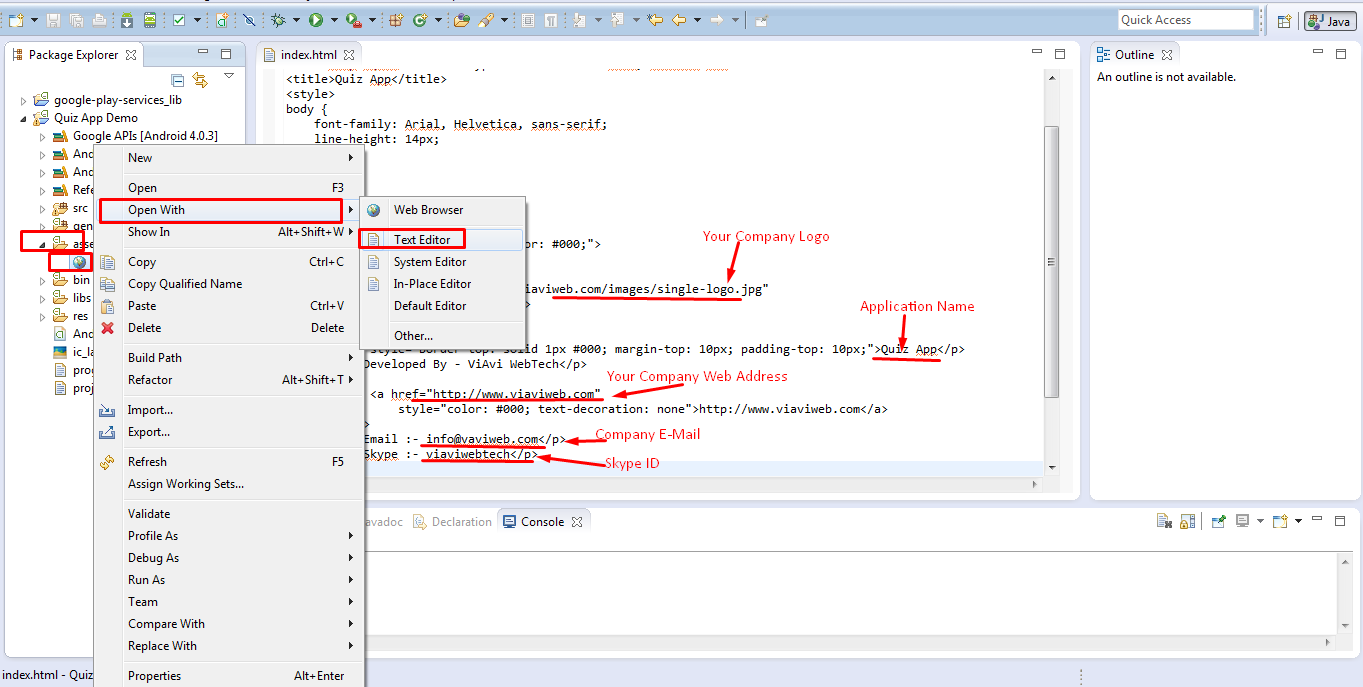 Quick Access
Java
Package Explorer
google-play-services_lib
Quiz App Demo
Google APIs [Android 4.0.3]
And
And
Refe
src
gen
asse
bin
libs
res
And
ic_la
prog
proj
New
Open F3
Open With
Show In Alt+Shift+W
Copy Ctrl+C
Copy Qualified Name
Paste Ctrl+V
Delete Delete
Build Path
Refactor Alt+Shift+T
Import...
Export...
Refresh F5
Assign Working Sets...
Validate
Profile As
Debug As
Run As
Team
Compare With
Replace With
Properties Alt+Enter
Web Browser
Text Editor
System Editor
In-Place Editor
Default Editor
Other...
index.html
<title>Quiz App</title>
<style>
body {
font-family: Arial, Helvetica, sans-serif;
line-height: 14px;
or: #000;">
Your Company Logo
iaviweb.com/images/single-logo.jpg"
>
Application Name
style="border-top: solid 1px #000; margin-top: 10px; padding-top: 10px;">Quiz App</p>
Developed By - ViAvi WebTech</p>
Your Company Web Address
<a href="http://www.viaviweb.com"
style="color: #000; text-decoration: none">http://www.viaviweb.com</a>
>
Email :- info@vaviweb.com</p>
Company E-Mail
Skype :- viaviwebtech</p>
Skype ID
Outline
An outline is not available.
avadoc
Declaration
Console
index.html - Quiz